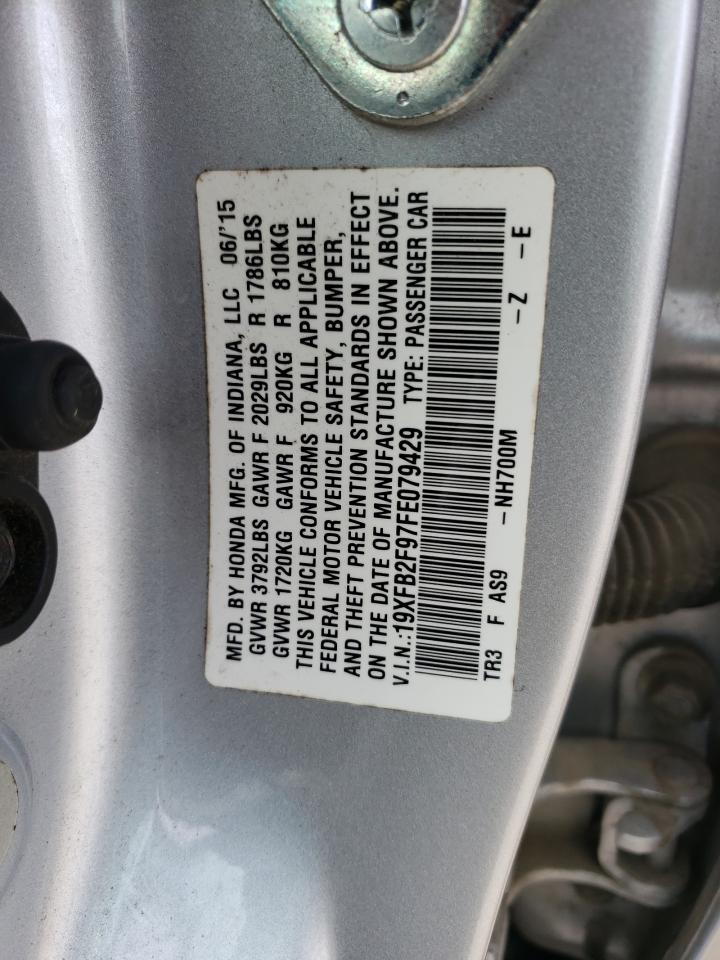 MFD. BY HONDA MFG. OF INDIANA, LLC 06/'15
GVWR 3792LBS GAWR F 2029LBS R 1786LBS
GVWR 1720KG GAWR F 920KG R 810KG
THIS VEHICLE CONFORMS TO ALL APPLICABLE
FEDERAL MOTOR VEHICLE SAFETY, BUMPER,
AND THEFT PREVENTION STANDARDS IN EFFECT
ON THE DATE OF MANUFACTURE SHOWN ABOVE.
V.I.N.:19XFB2F97FE079429 TYPE: PASSENGER CAR
TR3 F AS9 -NH700M -Z -E